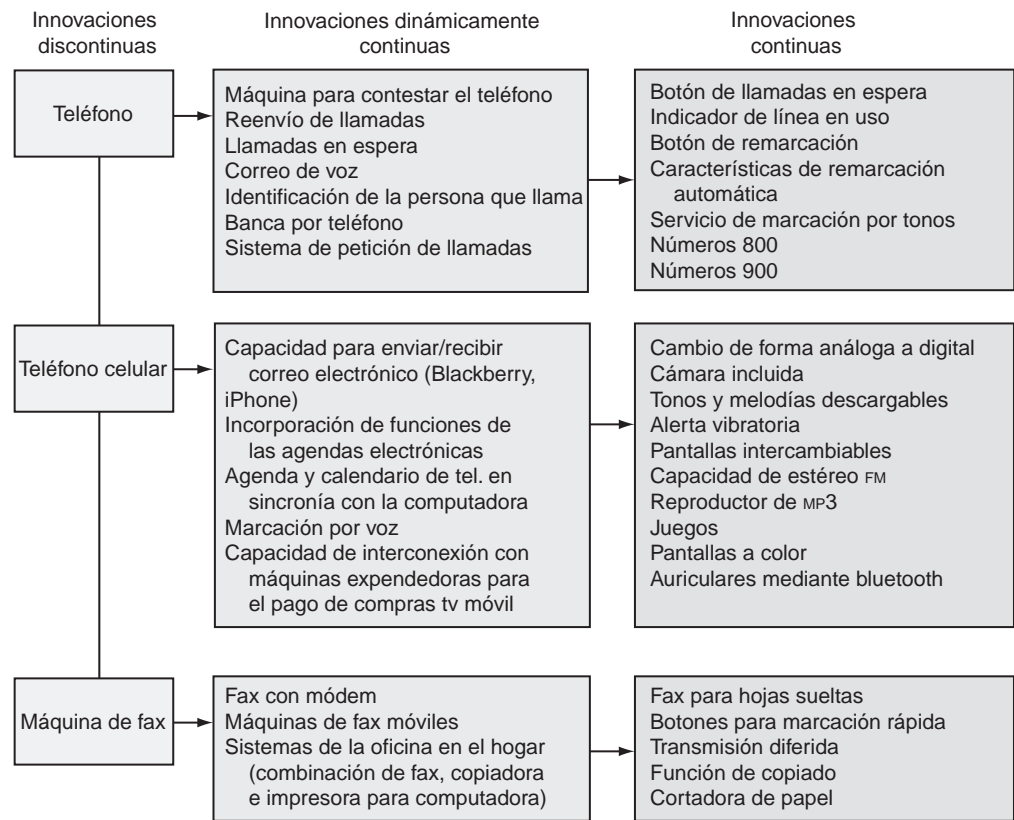 Innovaciones
discontinuas
Innovaciones dinámicamente
continuas
Innovaciones
continuas
Teléfono
Máquina para contestar el teléfono
Reenvío de llamadas
Llamadas en espera
Correo de voz
Identificación de la persona que llama
Banca por teléfono
Sistema de petición de llamadas
Botón de llamadas en espera
Indicador de línea en uso
Botón de remarcación
Características de remarcación
automática
Servicio de marcación por tonos
Números 800
Números 900
Teléfono celular
Capacidad para enviar/recibir
correo electrónico (Blackberry,
iPhone)
Incorporación de funciones de
las agendas electrónicas
Agenda y calendario de tel. en
sincronía con la computadora
Marcación por voz
Capacidad de interconexión con
máquinas expendedoras para
el pago de compras tv móvil
Cambio de forma análoga a digital
Cámara incluida
Tonos y melodías descargables
Alerta vibratoria
Pantallas intercambiables
Capacidad de estéreo FM
Reproductor de MP3
Juegos
Pantallas a color
Auriculares mediante bluetooth
Máquina de fax
Fax con módem
Máquinas de fax móviles
Sistemas de la oficina en el hogar
(combinación de fax, copiadora
e impresora para computadora)
Fax para hojas sueltas
Botones para marcación rápida
Transmisión diferida
Función de copiado
Cortadora de papel